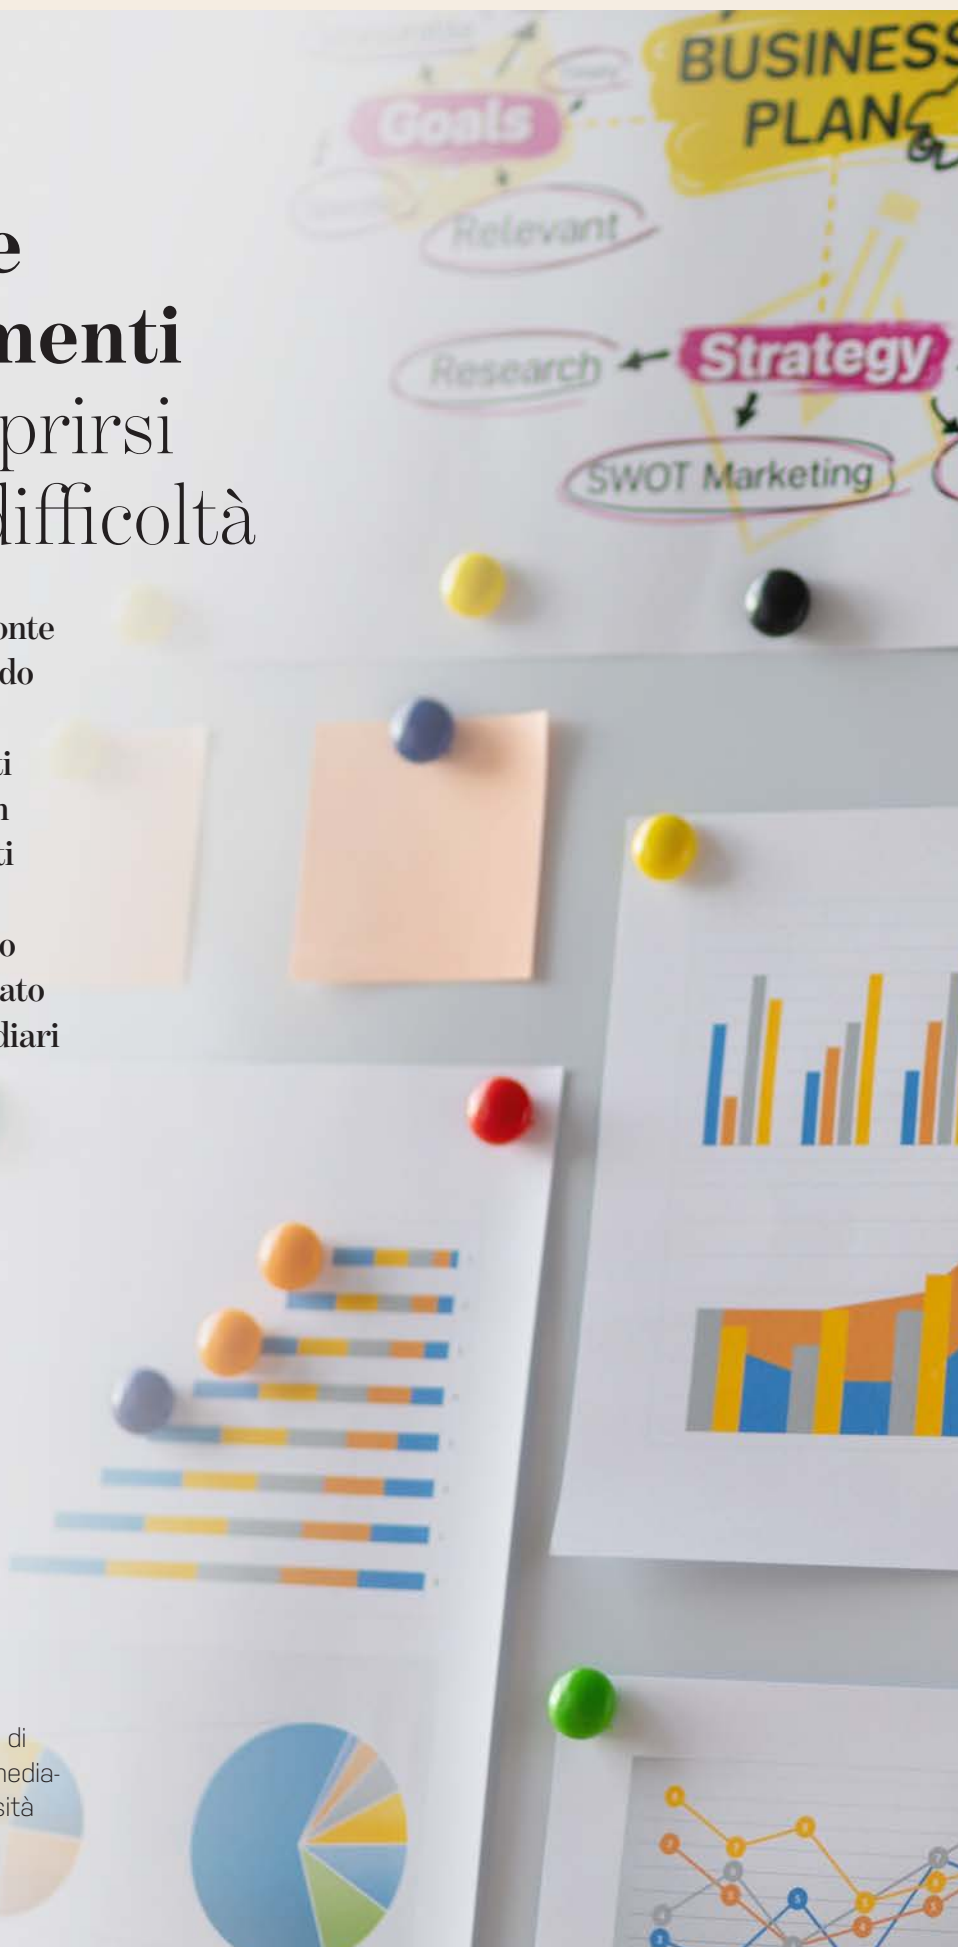 BUSINESS
PLAN
Goals
Relevant
Research
Strategy
SWOT Marketing
e
menti
prirsi
difficoltà
onte
do
ti
n
ti
o
ato
diari
di
media-
sità